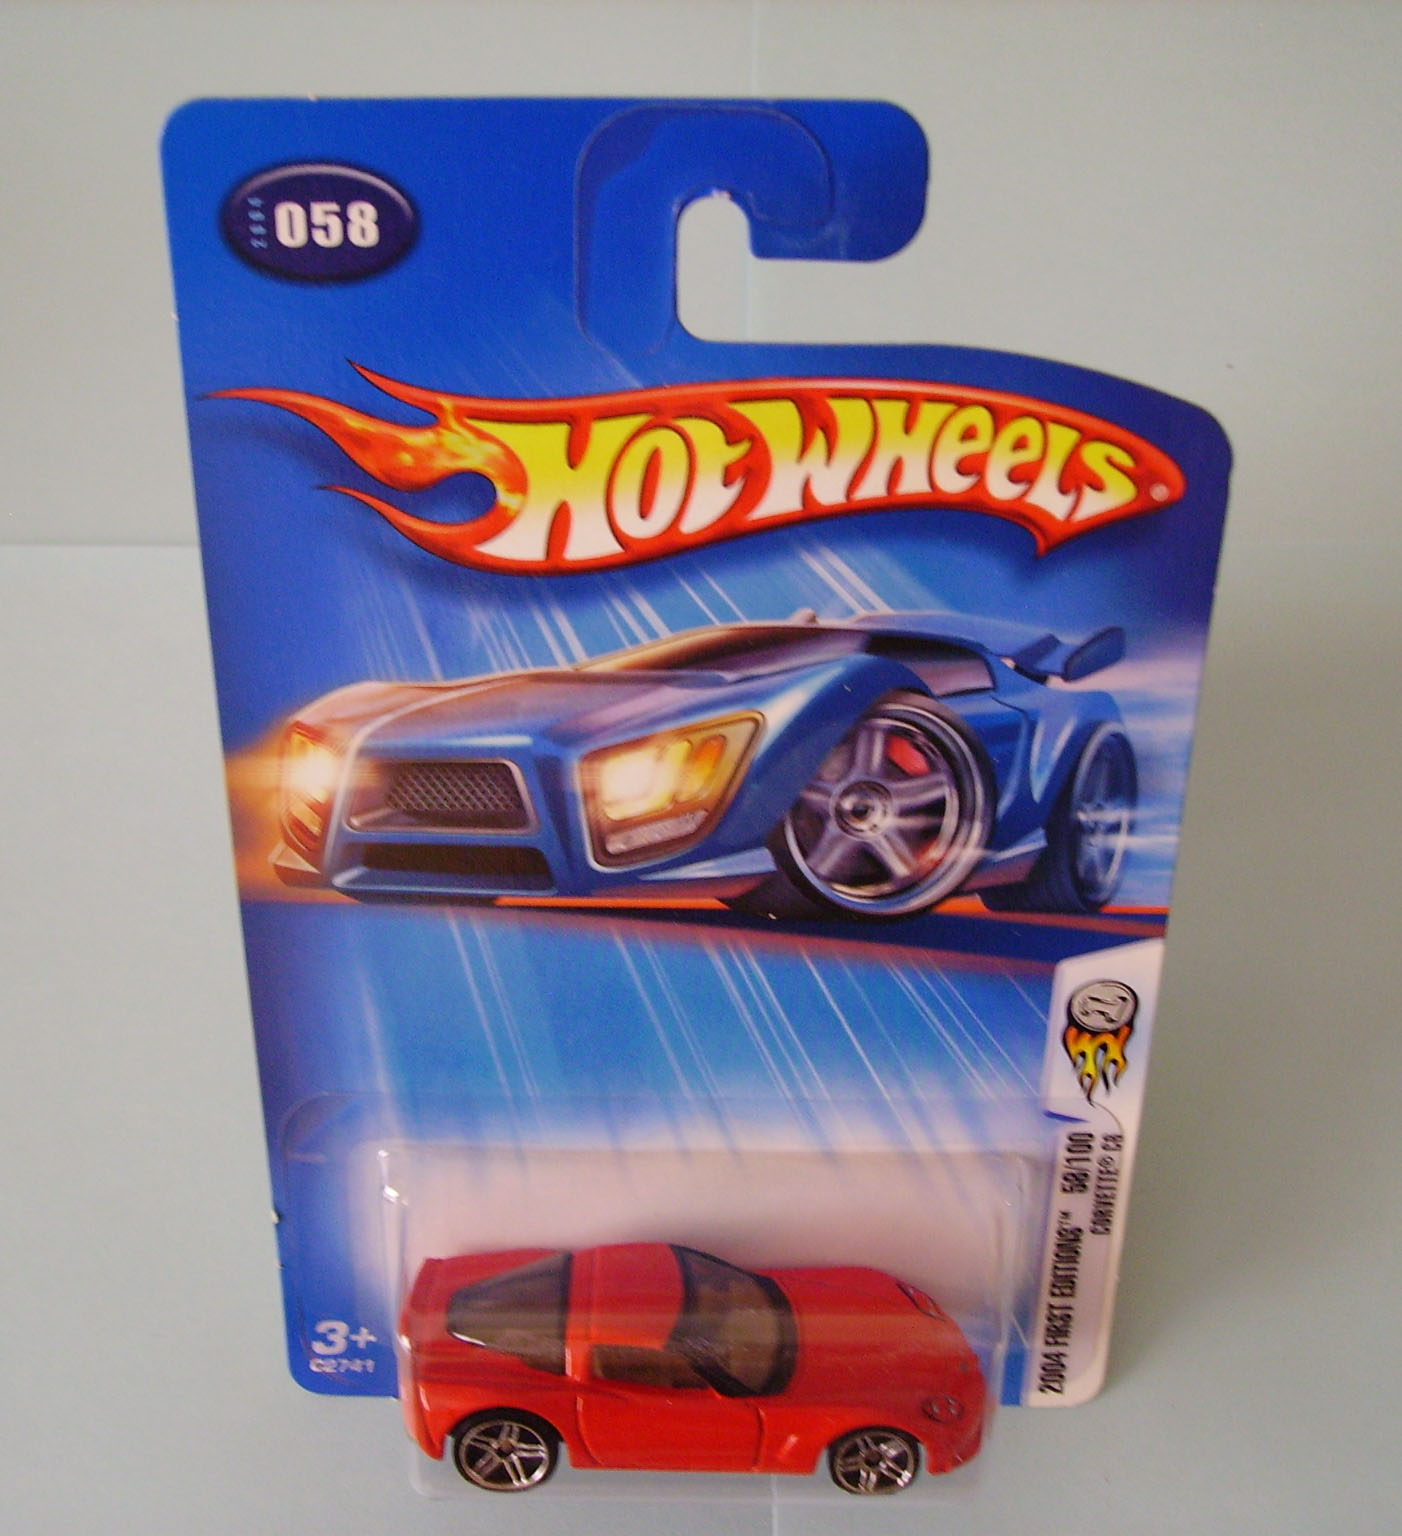 2004
058
HOT WHEELS®
2004 FIRST EDITIONS™ 58/100
CORVETTE® C6
3+
C2741